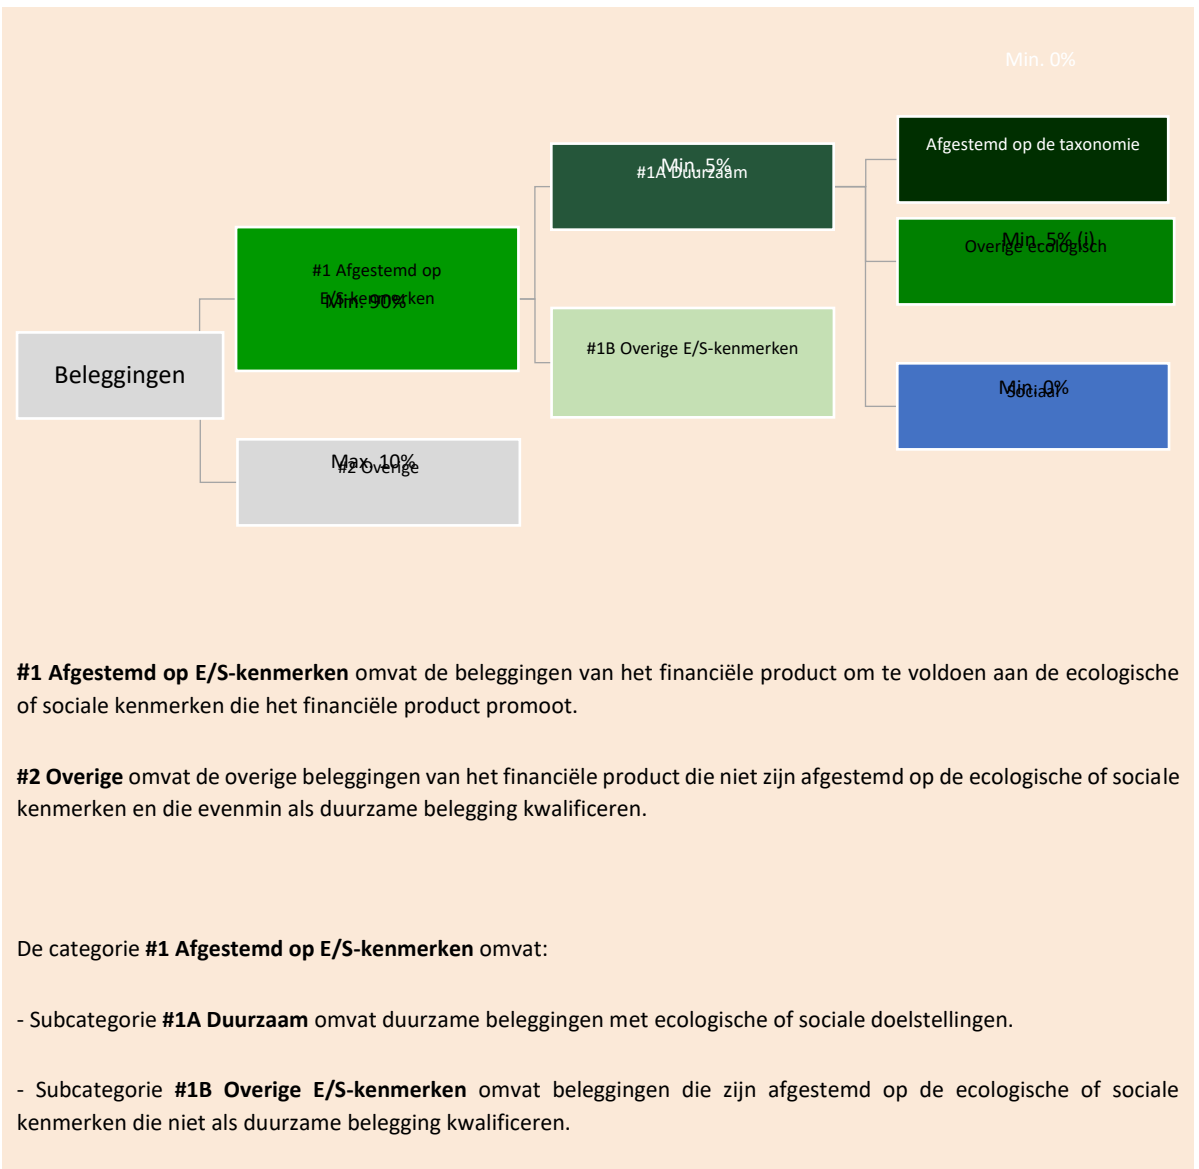 Min. 0%
Afgestemd op de taxonomie
Min. 5%
#1A Duurzaam
Min. 5% (i)
Overige ecologisch
#1 Afgestemd op
E/S-kenmerken
Min. 90%
#1B Overige E/S-kenmerken
Beleggingen
Min. 0%
Sociaal
Max. 10%
#2 Overige
#1 Afgestemd op E/S-kenmerken omvat de beleggingen van het financiële product om te voldoen aan de ecologische
of sociale kenmerken die het financiële product promoot.
#2 Overige omvat de overige beleggingen van het financiële product die niet zijn afgestemd op de ecologische of sociale
kenmerken en die evenmin als duurzame belegging kwalificeren.
De categorie #1 Afgestemd op E/S-kenmerken omvat:
- Subcategorie #1A Duurzaam omvat duurzame beleggingen met ecologische of sociale doelstellingen.
- Subcategorie #1B Overige E/S-kenmerken omvat beleggingen die zijn afgestemd op de ecologische of sociale
kenmerken die niet als duurzame belegging kwalificeren.